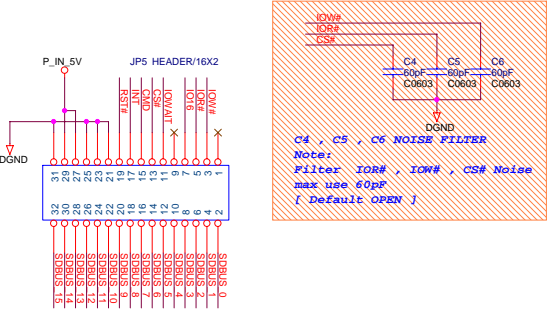 IOW#
IOR#
CS#
C4
60pF
C0603
C5
60pF
C0603
C6
60pF
C0603
DGND
C4 , C5 , C6 NOISE FILTER
Note:
Filter IOR# , IOW# , CS# Noise
max use 60pF
[ Default OPEN ]
P_IN_5V
JP5 HEADER/16X2
DGND
RST#
INT
CMD
CS#
IOWAIT
IO16
IOR#
IOW#
31 29 27 25 23 21 19 17 15 13 11 9 7 5 3 1
32 30 28 26 24 22 20 18 16 14 12 10 8 6 4 2
SDBUS 15
SDBUS 14
SDBUS 13
SDBUS 12
SDBUS 11
SDBUS 10
SDBUS 9
SDBUS 8
SDBUS 7
SDBUS 6
SDBUS 5
SDBUS 4
SDBUS 3
SDBUS 2
SDBUS 1
SDBUS 0